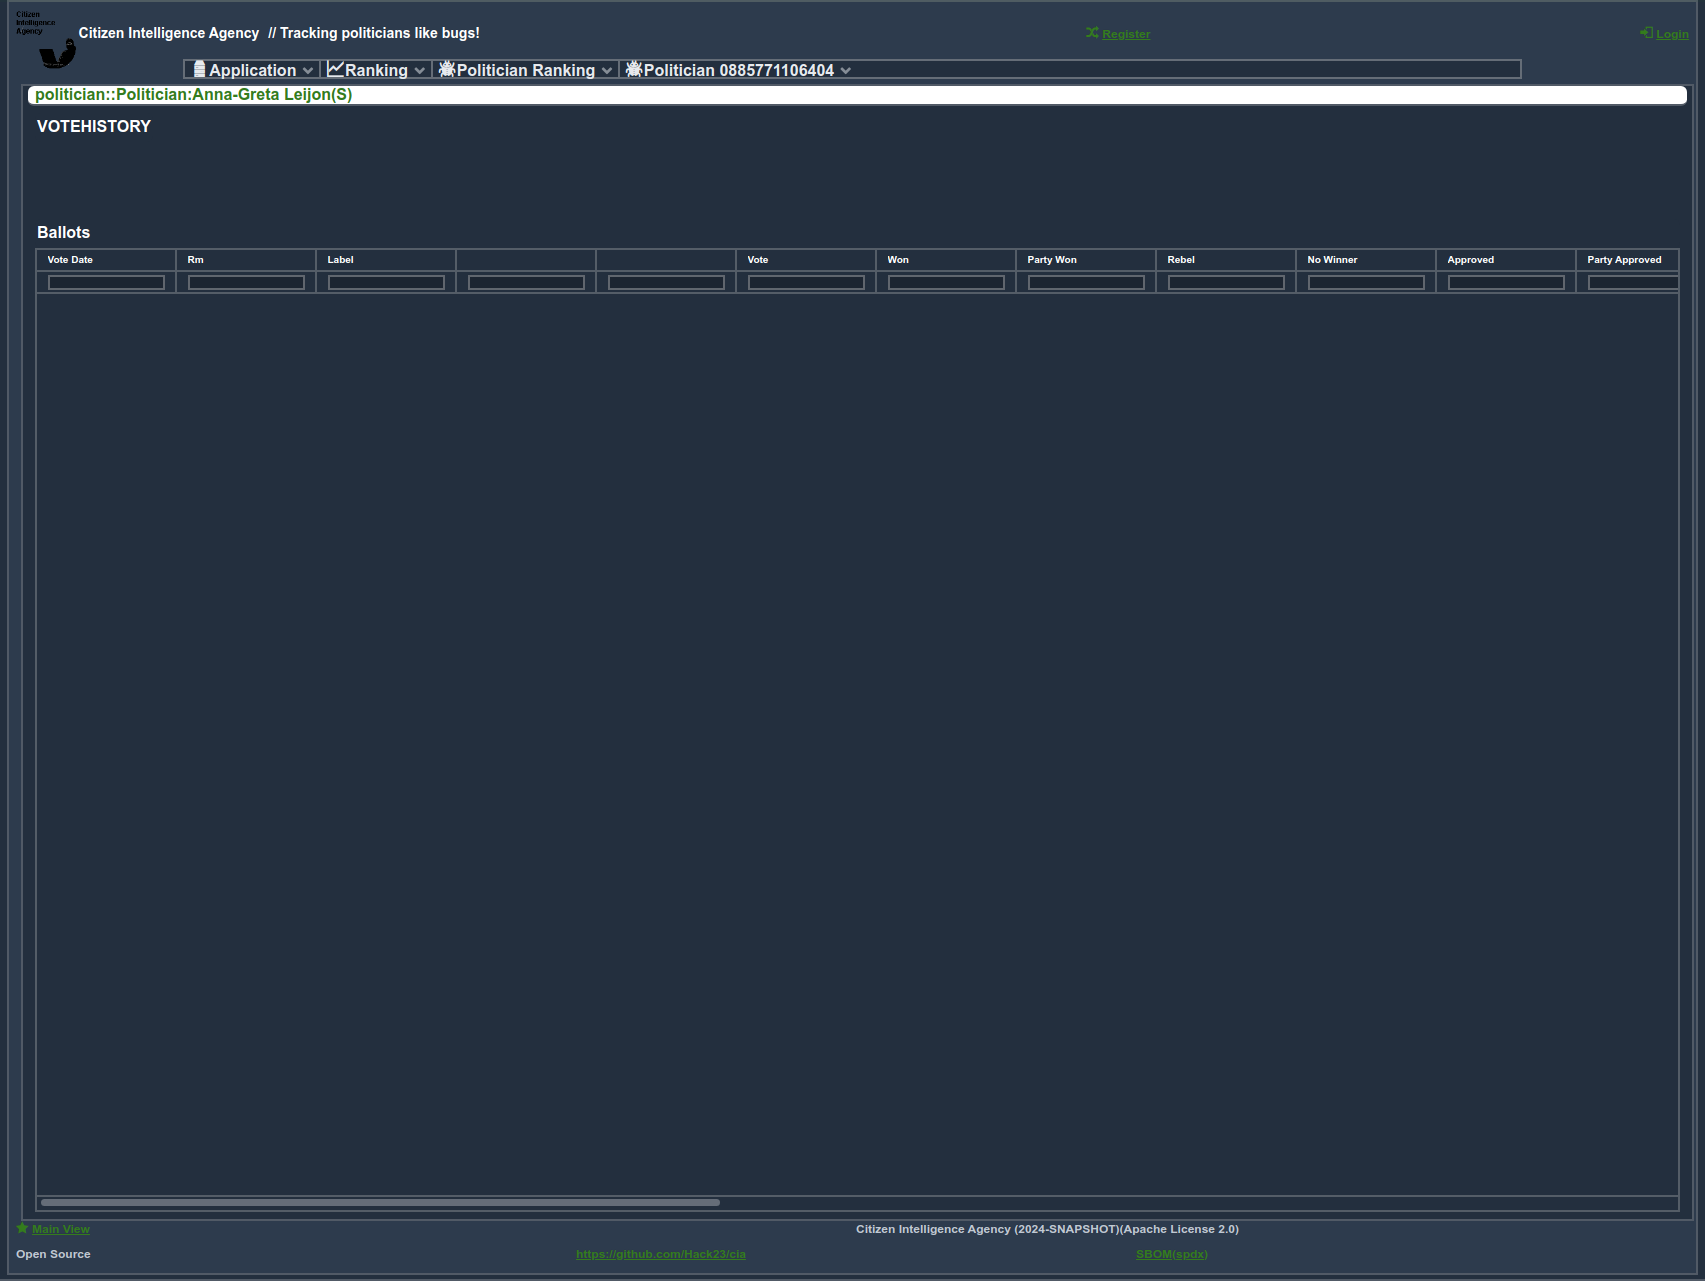 Citizen
Intelligence
Agency
Citizen Intelligence Agency // Tracking politicians like bugs!
Register
Login
Application
Ranking
Politician Ranking
Politician 0885771106404
politician::Politician:Anna-Greta Leijon(S)
VOTEHISTORY
Ballots
Vote Date Rm Label Vote Won Party Won Rebel No Winner Approved Party Approved
Main View
Citizen Intelligence Agency (2024-SNAPSHOT)(Apache License 2.0)
Open Source
https://github.com/Hack23/cia
SBOM(spdx)